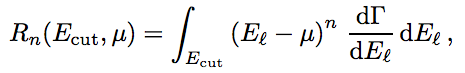 R_n(E_cut, μ) = ∫_{E_cut} (E_ℓ − μ)^n dΓ/dE_ℓ dE_ℓ ,